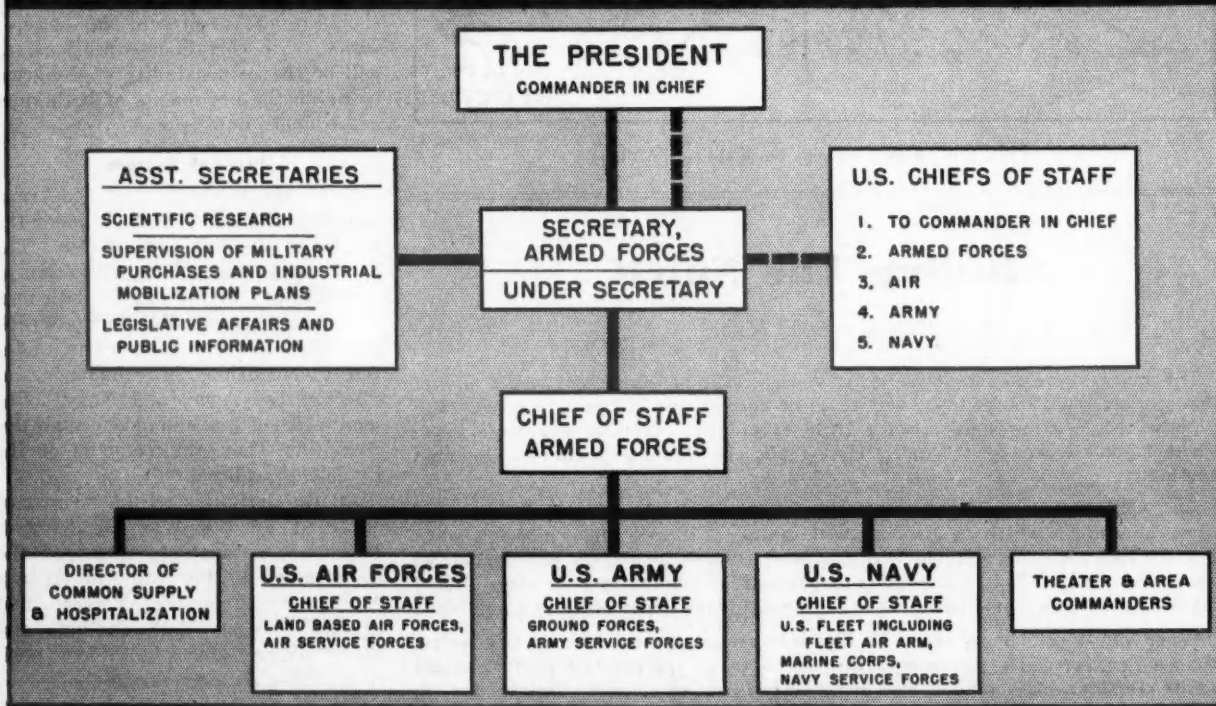 THE PRESIDENT
COMMANDER IN CHIEF
ASST. SECRETARIES
SCIENTIFIC RESEARCH
SUPERVISION OF MILITARY
PURCHASES AND INDUSTRIAL
MOBILIZATION PLANS
LEGISLATIVE AFFAIRS AND
PUBLIC INFORMATION
SECRETARY,
ARMED FORCES
UNDER SECRETARY
U.S. CHIEFS OF STAFF
1. TO COMMANDER IN CHIEF
2. ARMED FORCES
3. AIR
4. ARMY
5. NAVY
CHIEF OF STAFF
ARMED FORCES
DIRECTOR OF
COMMON SUPPLY
& HOSPITALIZATION
U.S. AIR FORCES
CHIEF OF STAFF
LAND BASED AIR FORCES,
AIR SERVICE FORCES
U.S. ARMY
CHIEF OF STAFF
GROUND FORCES,
ARMY SERVICE FORCES
U.S. NAVY
CHIEF OF STAFF
U.S. FLEET INCLUDING
FLEET AIR ARM,
MARINE CORPS,
NAVY SERVICE FORCES
THEATER & AREA
COMMANDERS